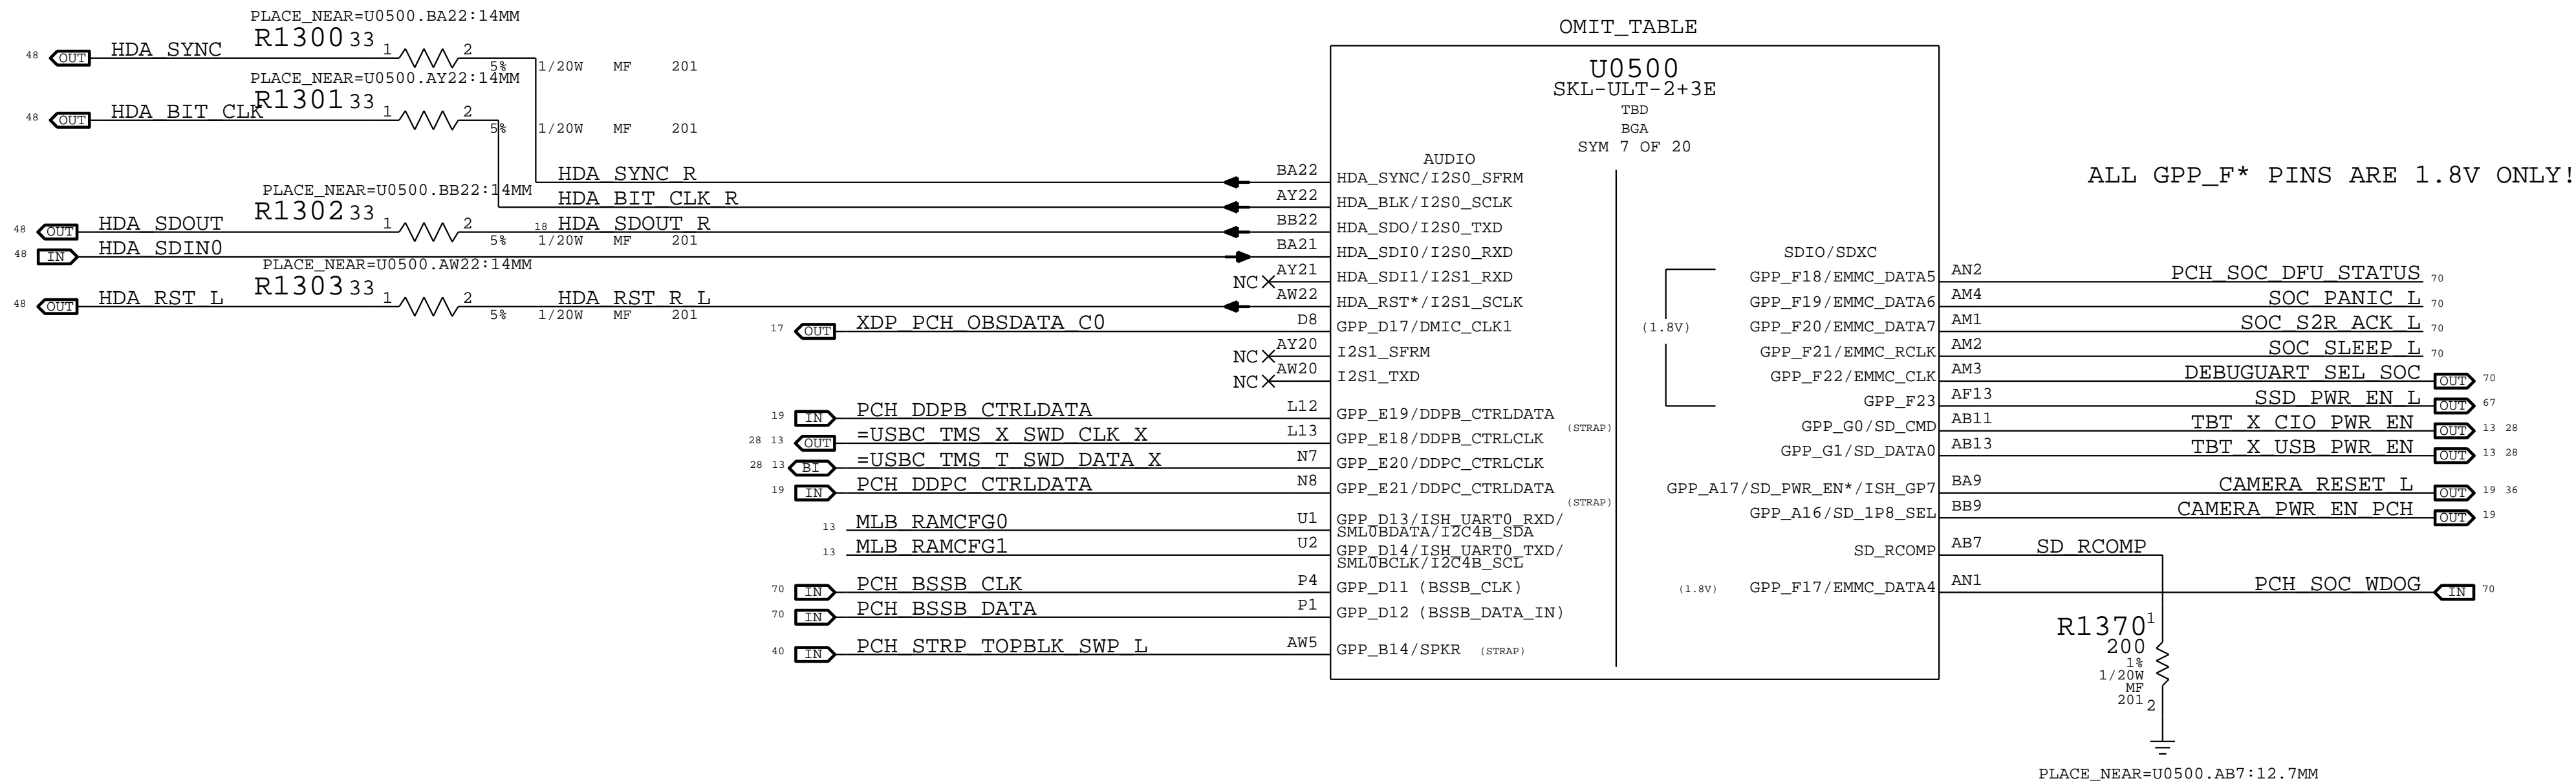 PLACE_NEAR=U0500.BA22:14MM
R1300 33
48 OUT HDA_SYNC 1 2
5% 1/20W MF 201
PLACE_NEAR=U0500.AY22:14MM
R1301 33
48 OUT HDA_BIT_CLK 1 2
5% 1/20W MF 201
HDA_SYNC_R
HDA_BIT_CLK_R
PLACE_NEAR=U0500.BB22:14MM
R1302 33
48 OUT HDA_SDOUT 1 2 18 HDA_SDOUT_R
5% 1/20W MF 201
48 IN HDA_SDIN0
PLACE_NEAR=U0500.AW22:14MM
R1303 33
48 OUT HDA_RST_L 1 2 HDA_RST_R_L
5% 1/20W MF 201
OMIT_TABLE
U0500
SKL-ULT-2+3E
TBD
BGA
SYM 7 OF 20
AUDIO
BA22 HDA_SYNC/I2S0_SFRM
AY22 HDA_BLK/I2S0_SCLK
BB22 HDA_SDO/I2S0_TXD
BA21 HDA_SDI0/I2S0_RXD
NC AY21 HDA_SDI1/I2S1_RXD
AW22 HDA_RST*/I2S1_SCLK
17 OUT XDP_PCH_OBSDATA_C0 D8 GPP_D17/DMIC_CLK1
NC AY20 I2S1_SFRM
NC AW20 I2S1_TXD
19 IN PCH_DDPB_CTRLDATA L12 GPP_E19/DDPB_CTRLDATA
(STRAP)
28 13 OUT =USBC_TMS_X_SWD_CLK_X L13 GPP_E18/DDPB_CTRLCLK
28 13 BI =USBC_TMS_T_SWD_DATA_X N7 GPP_E20/DDPC_CTRLCLK
19 IN PCH_DDPC_CTRLDATA N8 GPP_E21/DDPC_CTRLDATA
(STRAP)
13 MLB_RAMCFG0 U1 GPP_D13/ISH_UART0_RXD/
SML0BDATA/I2C4B_SDA
13 MLB_RAMCFG1 U2 GPP_D14/ISH_UART0_TXD/
SML0BCLK/I2C4B_SCL
70 IN PCH_BSSB_CLK P4 GPP_D11 (BSSB_CLK)
70 IN PCH_BSSB_DATA P1 GPP_D12 (BSSB_DATA_IN)
40 IN PCH_STRP_TOPBLK_SWP_L AW5 GPP_B14/SPKR (STRAP)
ALL GPP_F* PINS ARE 1.8V ONLY!
SDIO/SDXC
GPP_F18/EMMC_DATA5 AN2 PCH_SOC_DFU_STATUS 70
GPP_F19/EMMC_DATA6 AM4 SOC_PANIC_L 70
(1.8V) GPP_F20/EMMC_DATA7 AM1 SOC_S2R_ACK_L 70
GPP_F21/EMMC_RCLK AM2 SOC_SLEEP_L 70
GPP_F22/EMMC_CLK AM3 DEBUGUART_SEL_SOC OUT 70
GPP_F23 AF13 SSD_PWR_EN_L OUT 67
GPP_G0/SD_CMD AB11 TBT_X_CIO_PWR_EN OUT 13 28
GPP_G1/SD_DATA0 AB13 TBT_X_USB_PWR_EN OUT 13 28
GPP_A17/SD_PWR_EN*/ISH_GP7 BA9 CAMERA_RESET_L OUT 19 36
GPP_A16/SD_1P8_SEL BB9 CAMERA_PWR_EN_PCH OUT 19
SD_RCOMP AB7 SD_RCOMP
(1.8V) GPP_F17/EMMC_DATA4 AN1 PCH_SOC_WDOG IN 70
R1370 1
200
1%
1/20W
MF
201 2
PLACE_NEAR=U0500.AB7:12.7MM